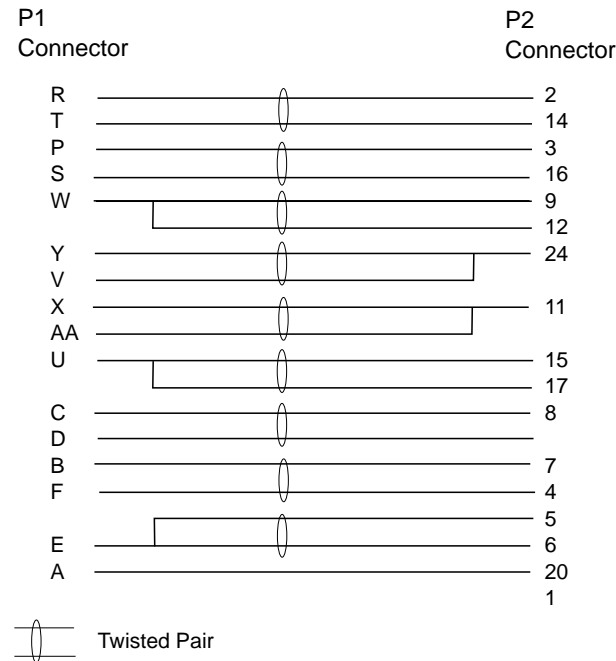 P1
Connector
P2
Connector
R 2
T 14
P 3
S 16
W 9
12
Y 24
V
X 11
AA
U 15
17
C 8
D
B 7
F 4
5
E 6
A 20
1
Twisted Pair